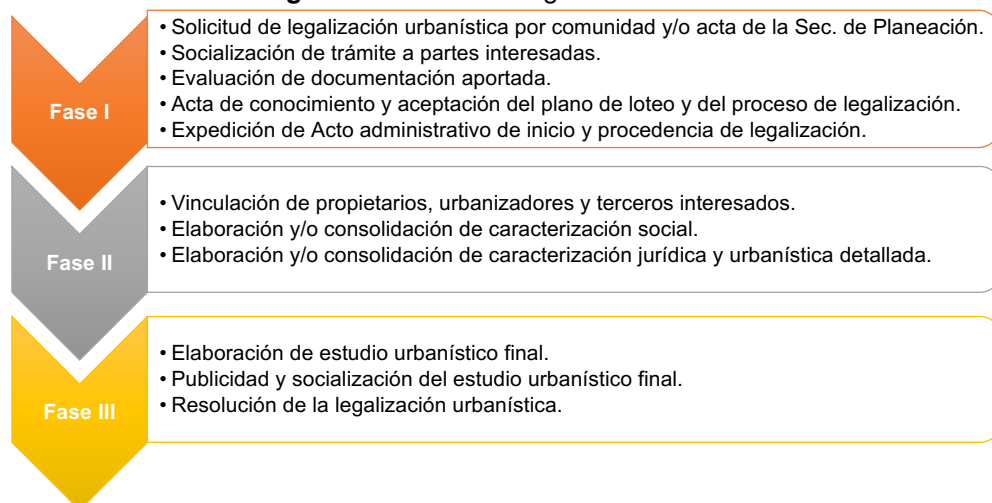 Fase I
• Solicitud de legalización urbanística por comunidad y/o acta de la Sec. de Planeación.
• Socialización de trámite a partes interesadas.
• Evaluación de documentación aportada.
• Acta de conocimiento y aceptación del plano de loteo y del proceso de legalización.
• Expedición de Acto administrativo de inicio y procedencia de legalización.
Fase II
• Vinculación de propietarios, urbanizadores y terceros interesados.
• Elaboración y/o consolidación de caracterización social.
• Elaboración y/o consolidación de caracterización jurídica y urbanística detallada.
Fase III
• Elaboración de estudio urbanístico final.
• Publicidad y socialización del estudio urbanístico final.
• Resolución de la legalización urbanística.